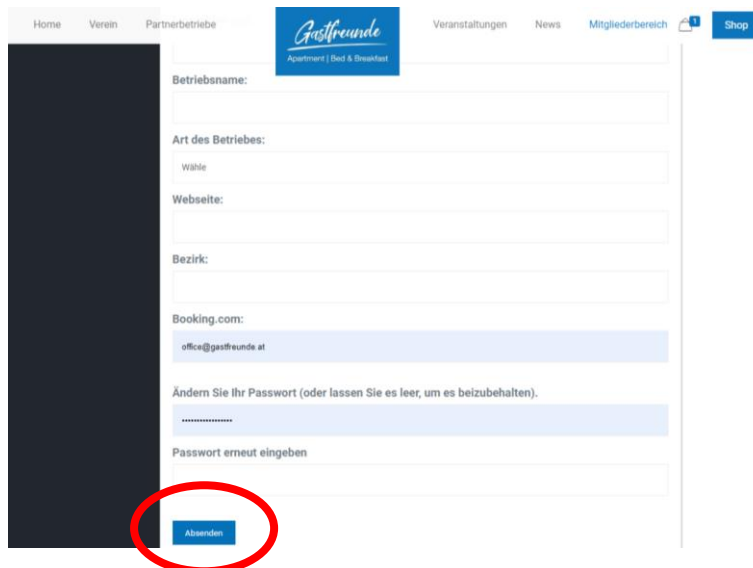 Home Verein Partnerbetriebe Gastfreunde Veranstaltungen News Mitgliederbereich 1 Shop
Apartment | Bed & Breakfast
Betriebsname:
Art des Betriebes:
Wähle
Webseite:
Bezirk:
Booking.com:
office@gastfreunde.at
Ändern Sie Ihr Passwort (oder lassen Sie es leer, um es beizubehalten).
Passwort erneut eingeben
Absenden